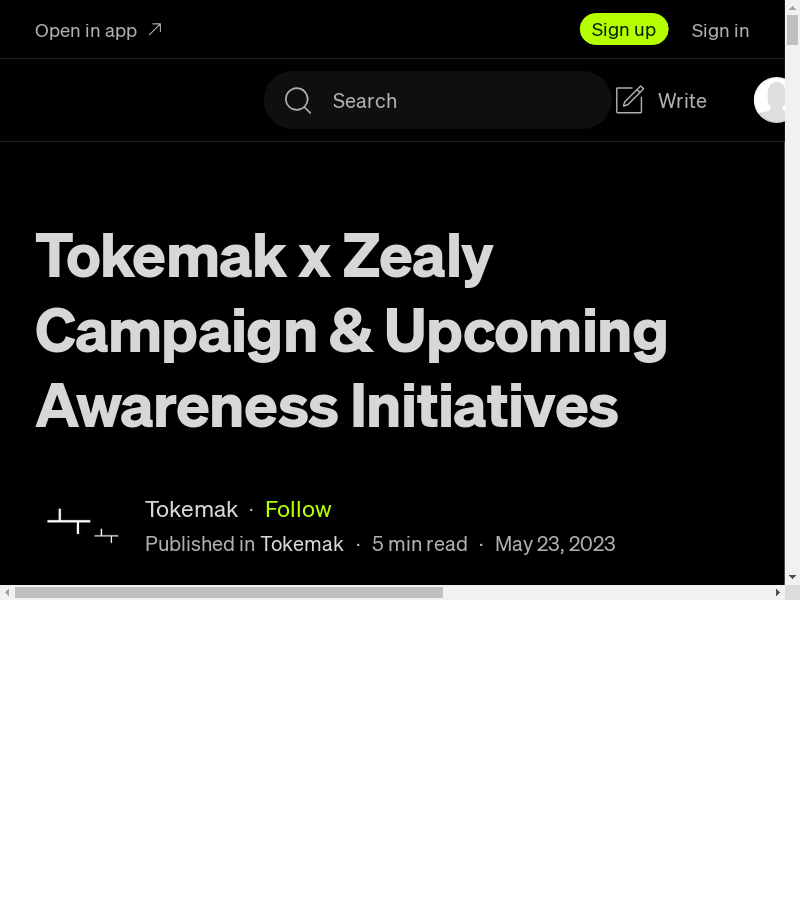 Open in app
Sign up
Sign in
Search
Write
Tokemak x Zealy
Campaign & Upcoming
Awareness Initiatives
Tokemak · Follow
Published in Tokemak · 5 min read · May 23, 2023